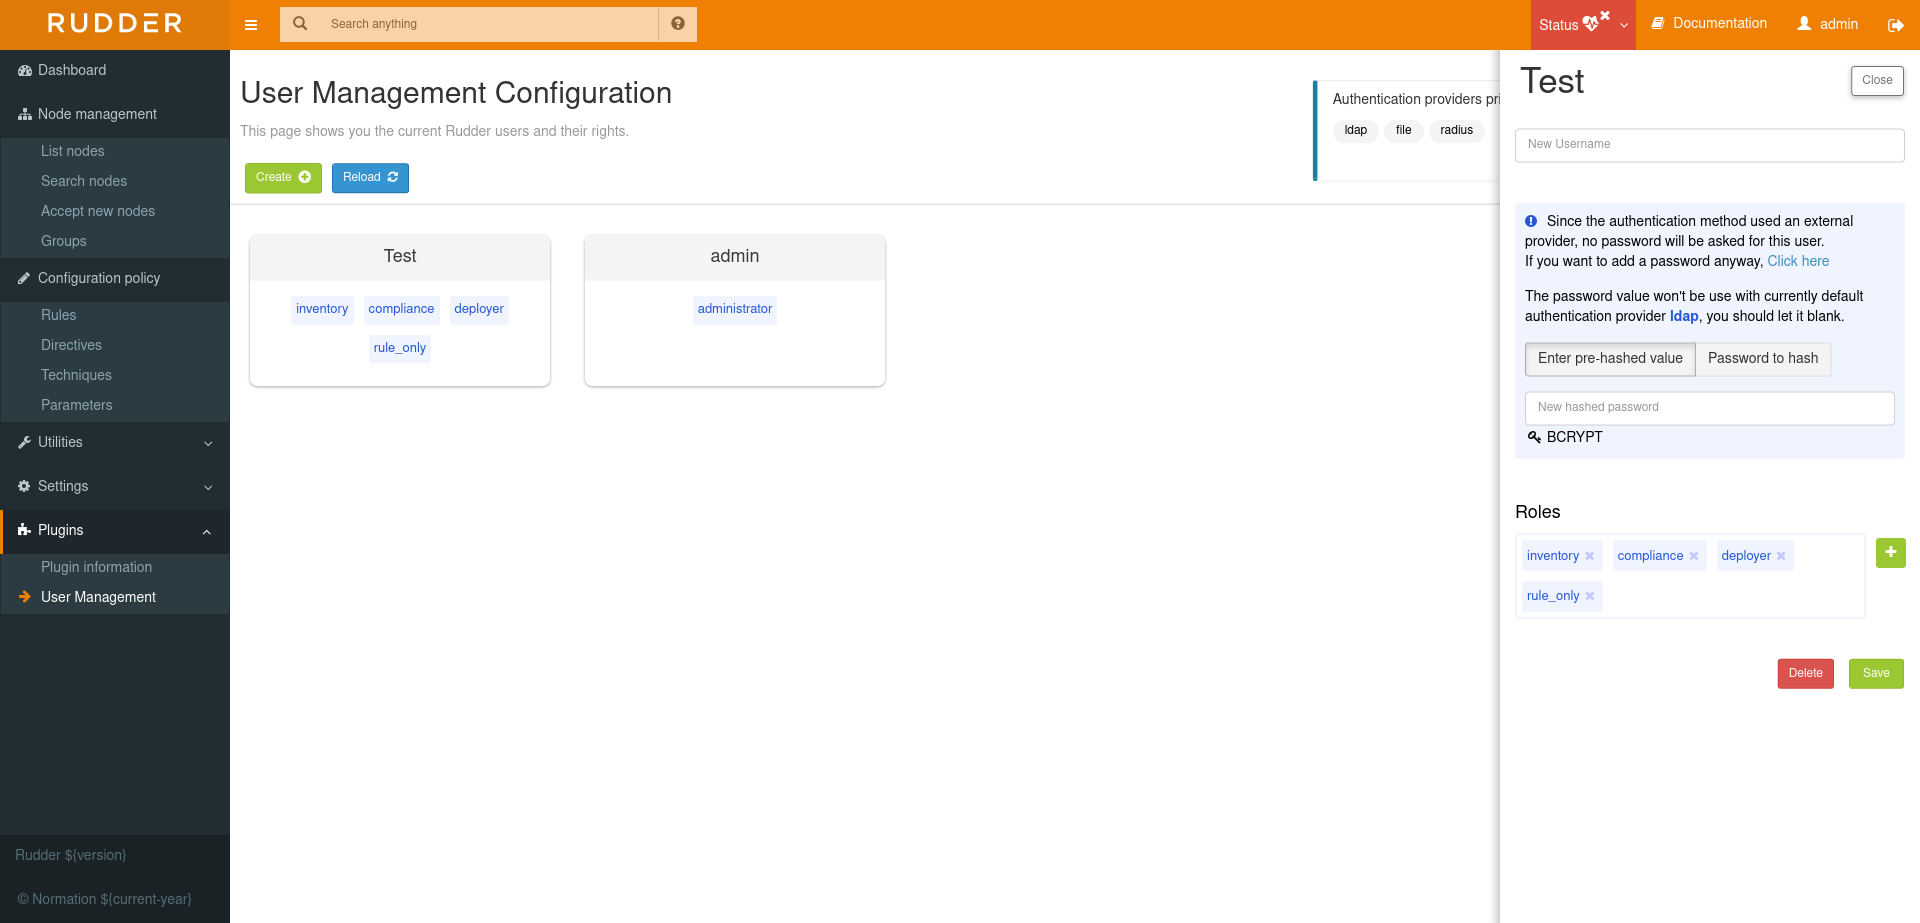 RUDDER
Search anything
Status
Documentation
admin
Dashboard
Node management
List nodes
Search nodes
Accept new nodes
Groups
Configuration policy
Rules
Directives
Techniques
Parameters
Utilities
Settings
Plugins
Plugin information
User Management
Rudder ${version}
© Normation ${current-year}
User Management Configuration
This page shows you the current Rudder users and their rights.
Create
Reload
Authentication providers pri
ldap file radius
Test
inventory compliance deployer
rule_only
admin
administrator
Test
Close
New Username
Since the authentication method used an external
provider, no password will be asked for this user.
If you want to add a password anyway, Click here
The password value won't be use with currently default
authentication provider ldap, you should let it blank.
Enter pre-hashed value Password to hash
New hashed password
BCRYPT
Roles
inventory compliance deployer
rule_only
Delete Save